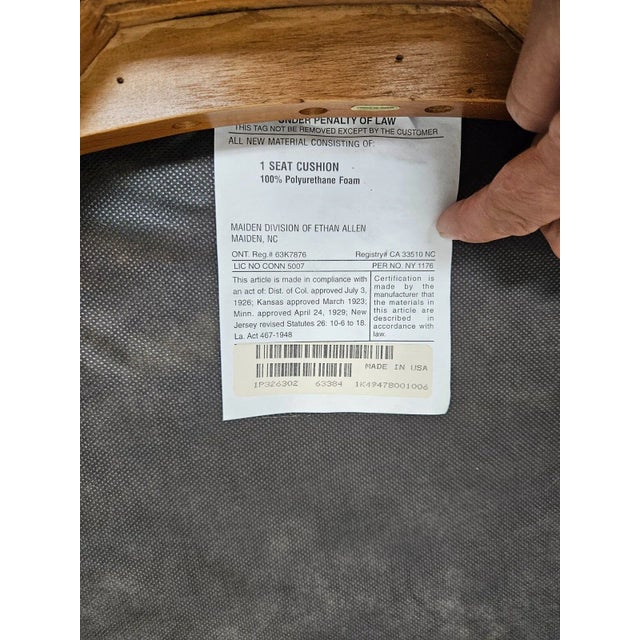 UNDER PENALTY OF LAW
THIS TAG NOT BE REMOVED EXCEPT BY THE CUSTOMER
ALL NEW MATERIAL CONSISTING OF:
1 SEAT CUSHION
100% Polyurethane Foam
MAIDEN DIVISION OF ETHAN ALLEN
MAIDEN, NC
ONT. Reg.# 63K7876 Registry# CA 33510 NC
LIC NO CONN 5007 PER NO. NY 1176
This article is made in compliance with
an act of: Dist. of Col. approved July 3,
1926; Kansas approved March 1923;
Minn. approved April 24, 1929; New
Jersey revised Statutes 26: 10-6 to 18.
La. Act 467-1948
Certification is
made by the
manufacturer that
the materials in
this article are
described in
accordance with
law.
MADE IN USA
1P326302 63384 1K4947B001006